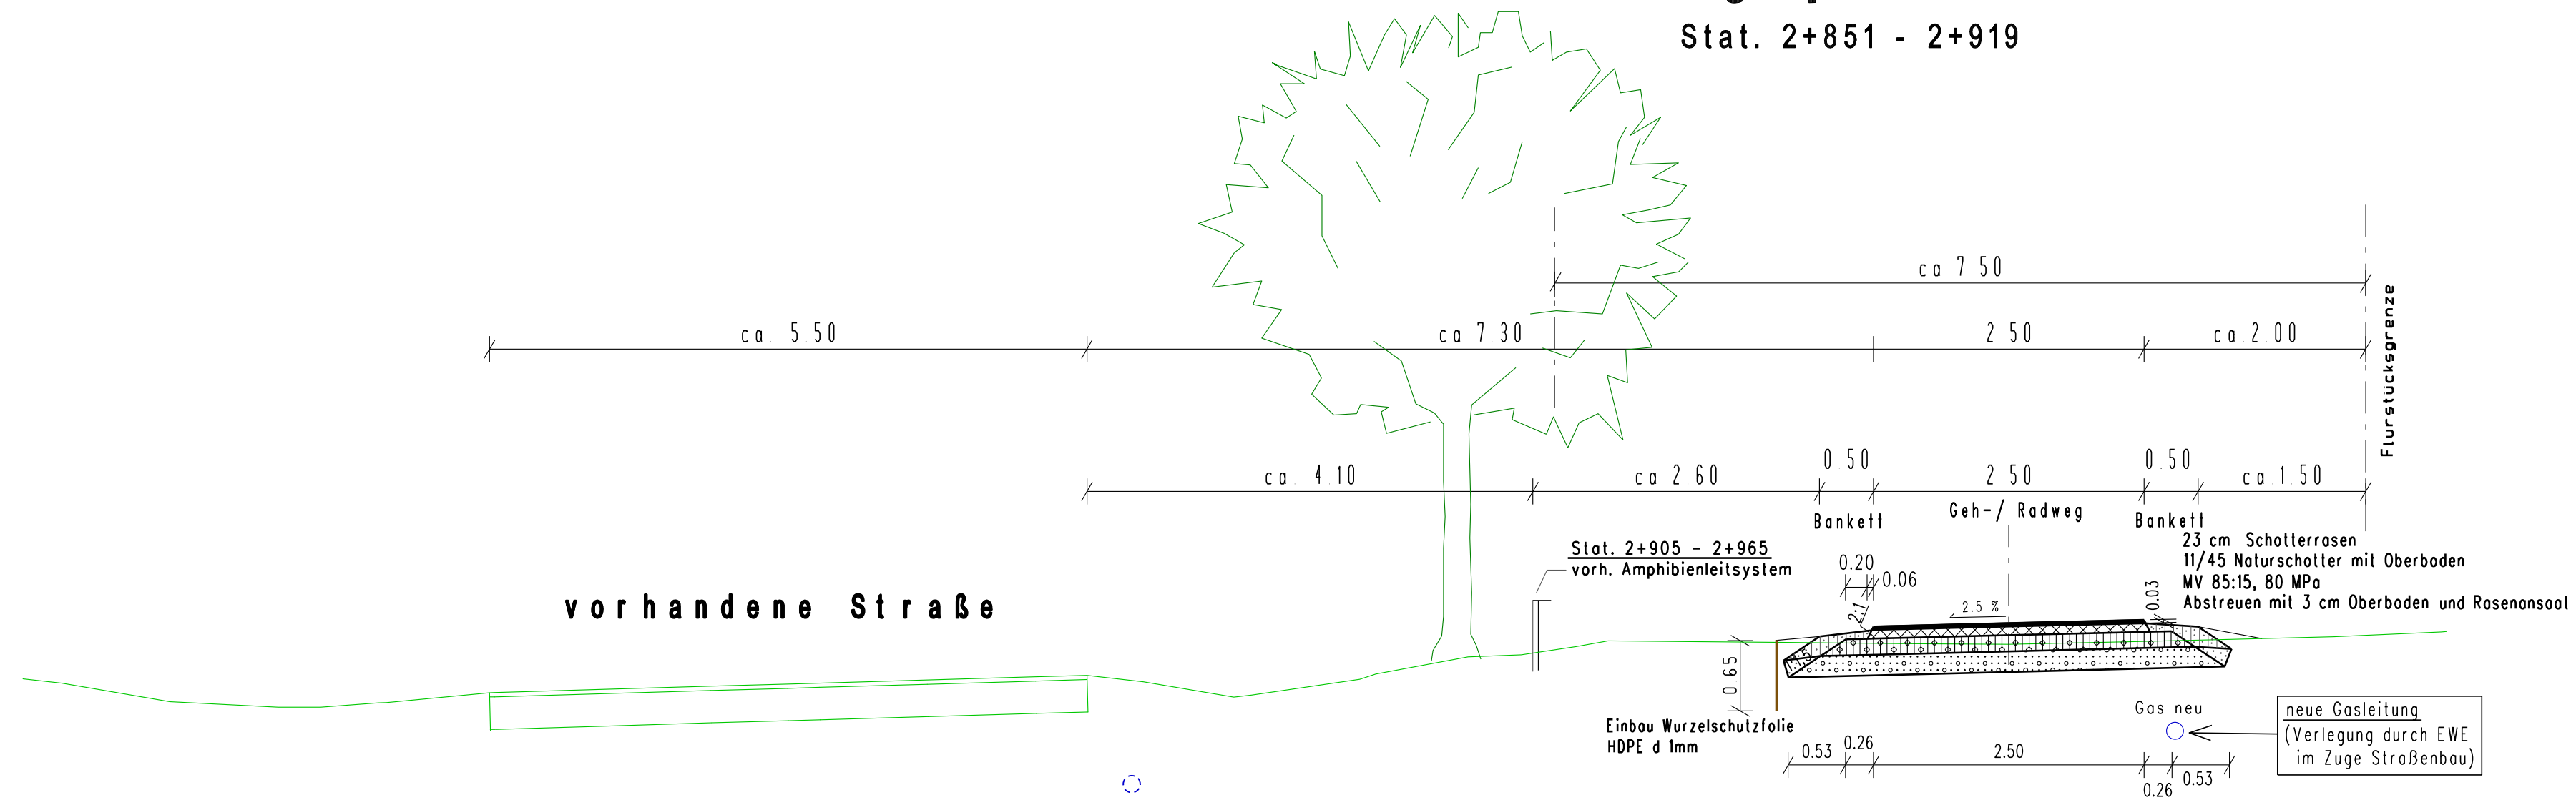 Stat. 2+851 - 2+919
ca. 7.50
ca. 5.50
ca. 7.30
2.50
ca. 2.00
Flurstücksgrenze
ca. 4.10
ca. 2.60
0.50
2.50
0.50
ca. 1.50
Bankett
Geh-/ Radweg
Bankett
23 cm Schotterrasen
11/45 Naturschotter mit Oberboden
MV 85:15, 80 MPa
Abstreuen mit 3 cm Oberboden und Rasenansaat
Stat. 2+905 - 2+965
vorh. Amphibienleitsystem
0.20
0.06
0.03
2:1
2.5 %
vorhandene Straße
0.65
Einbau Wurzelschutzfolie
HDPE d 1mm
Gas neu
neue Gasleitung
(Verlegung durch EWE
im Zuge Straßenbau)
0.53
0.26
2.50
0.26
0.53